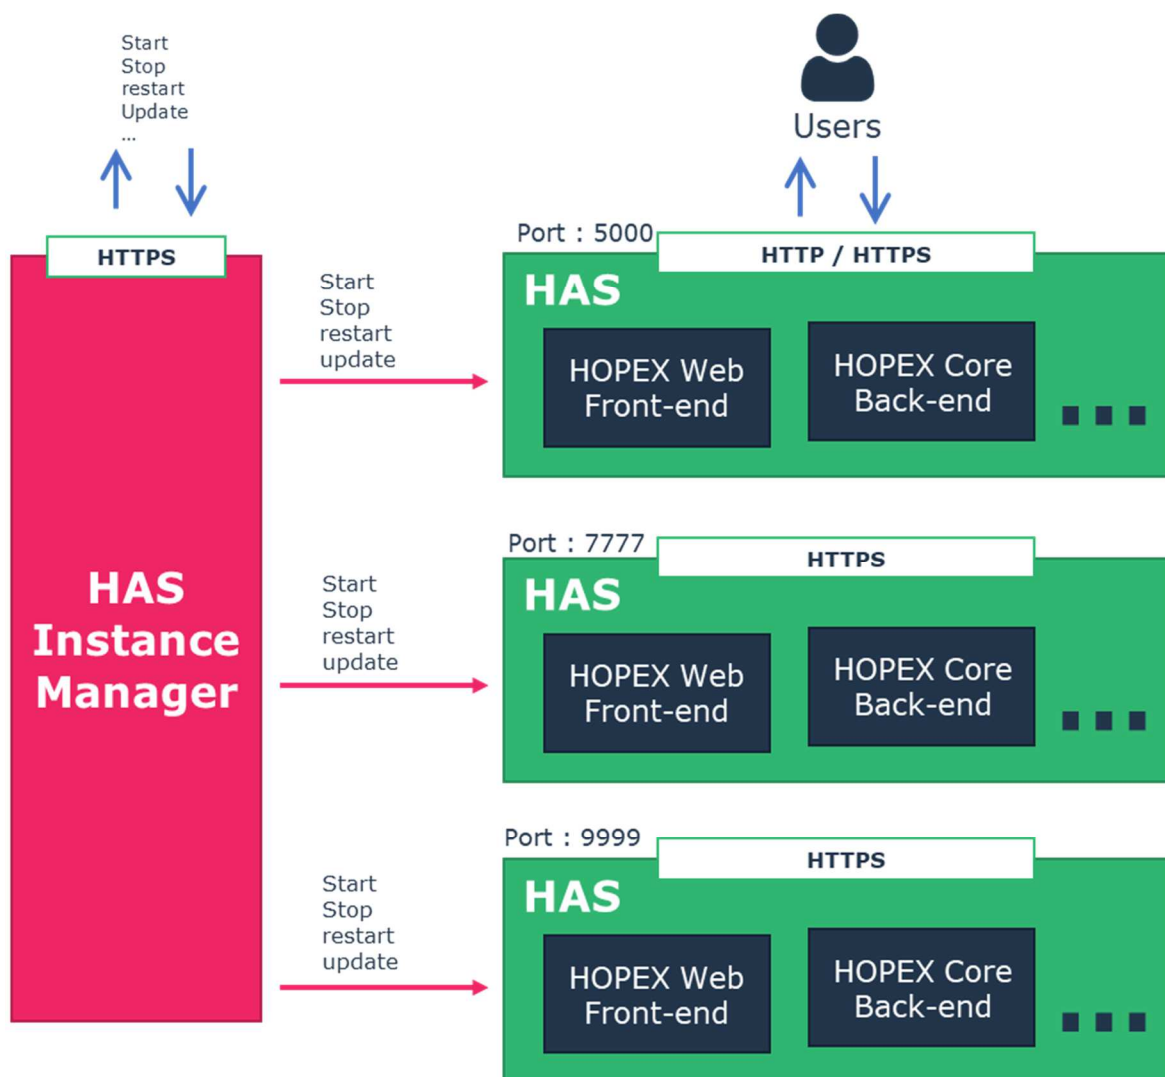 Start
Stop
restart
Update
...
Users
HTTPS
Port : 5000
HTTP / HTTPS
HAS
Start
Stop
restart
update
HOPEX Web
Front-end
HOPEX Core
Back-end
HAS
Instance
Manager
Port : 7777
HTTPS
HAS
Start
Stop
restart
update
HOPEX Web
Front-end
HOPEX Core
Back-end
Port : 9999
HTTPS
HAS
Start
Stop
restart
update
HOPEX Web
Front-end
HOPEX Core
Back-end